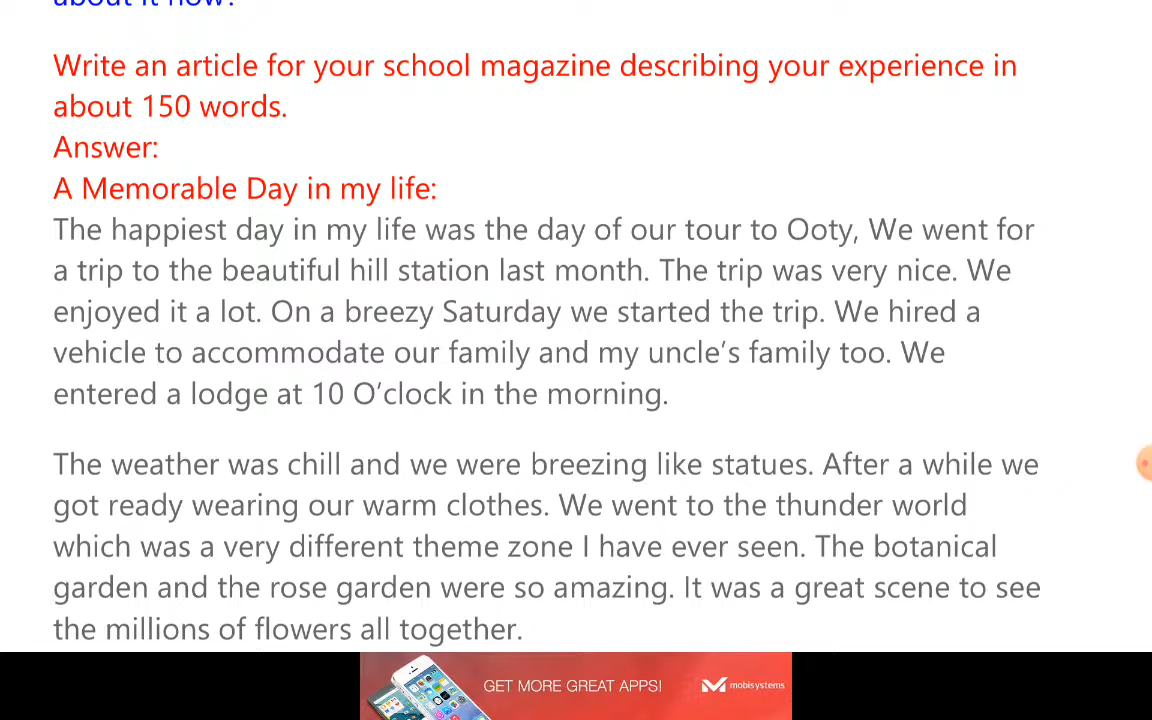 about it now?
Write an article for your school magazine describing your experience in
about 150 words.
Answer:
A Memorable Day in my life:
The happiest day in my life was the day of our tour to Ooty, We went for
a trip to the beautiful hill station last month. The trip was very nice. We
enjoyed it a lot. On a breezy Saturday we started the trip. We hired a
vehicle to accommodate our family and my uncle’s family too. We
entered a lodge at 10 O’clock in the morning.
The weather was chill and we were breezing like statues. After a while we
got ready wearing our warm clothes. We went to the thunder world
which was a very different theme zone I have ever seen. The botanical
garden and the rose garden were so amazing. It was a great scene to see
the millions of flowers all together.
GET MORE GREAT APPS!
mobisystems